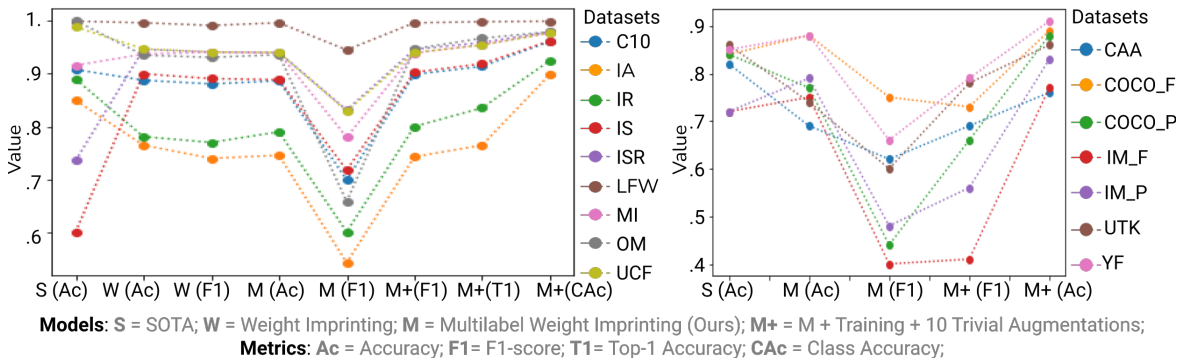 1.
.9
.8
.7
.6
Value
S (Ac) W (Ac) W (F1) M (Ac) M (F1) M+(F1) M+(T1) M+(CAc)
Datasets
C10
IA
IR
IS
ISR
LFW
MI
OM
UCF
.9
.8
.7
.6
.5
.4
Value
S (Ac) M (Ac) M (F1) M+ (F1) M+ (Ac)
Datasets
CAA
COCO_F
COCO_P
IM_F
IM_P
UTK
YF
Models: S = SOTA; W = Weight Imprinting; M = Multilabel Weight Imprinting (Ours); M+ = M + Training + 10 Trivial Augmentations;
Metrics: Ac = Accuracy; F1= F1-score; T1= Top-1 Accuracy; CAc = Class Accuracy;